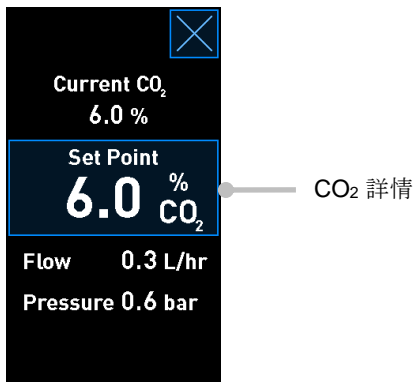 Current CO₂
6.0 %
Set Point
6.0 % CO₂
Flow 0.3 L/hr
Pressure 0.6 bar
CO₂ 詳情